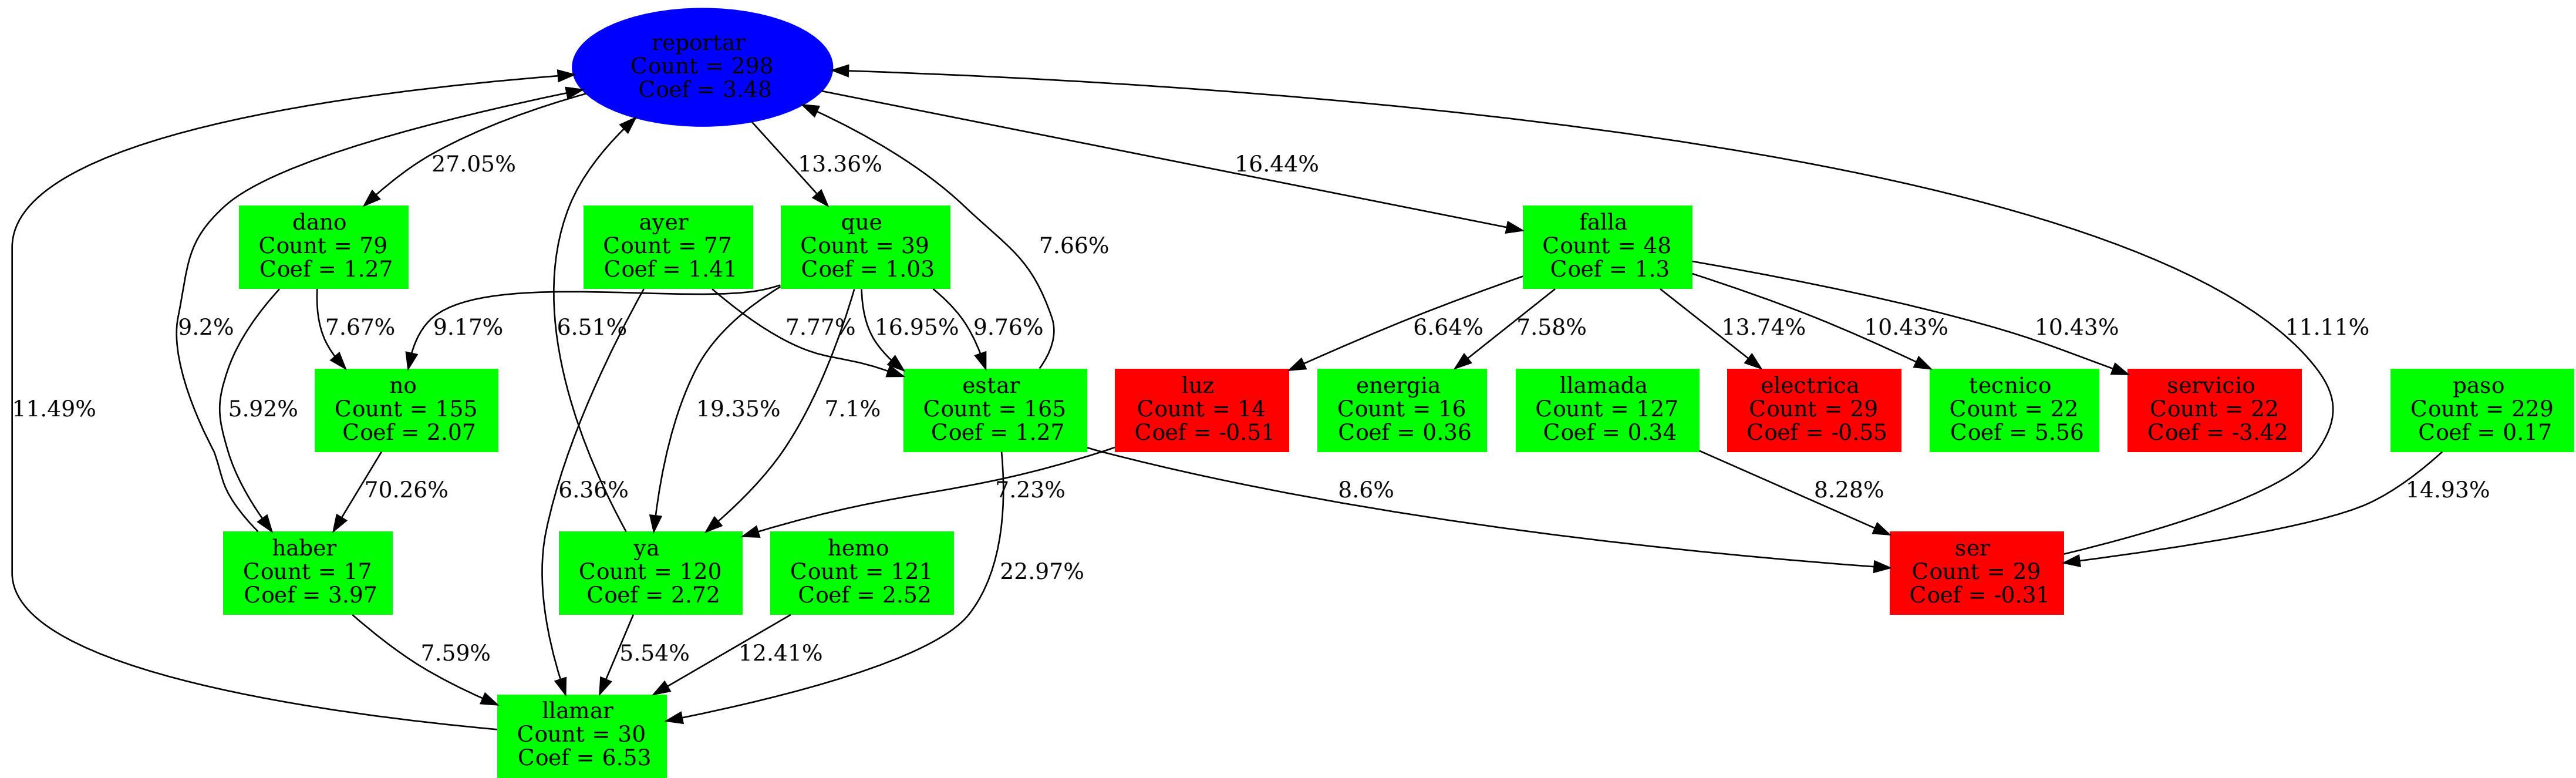 reportar
Count = 298
Coef = 3.48
27.05%
13.36%
16.44%
dano
Count = 79
Coef = 1.27
ayer
Count = 77
Coef = 1.41
que
Count = 39
Coef = 1.03
7.66%
falla
Count = 48
Coef = 1.3
9.2%
5.92%
7.67%
9.17%
6.51%
7.77%
16.95%
9.76%
6.64%
7.58%
13.74%
10.43%
10.43%
11.11%
11.49%
no
Count = 155
Coef = 2.07
19.35%
7.1%
estar
Count = 165
Coef = 1.27
luz
Count = 14
Coef = -0.51
energia
Count = 16
Coef = 0.36
llamada
Count = 127
Coef = 0.34
electrica
Count = 29
Coef = -0.55
tecnico
Count = 22
Coef = 5.56
servicio
Count = 22
Coef = -3.42
paso
Count = 229
Coef = 0.17
70.26%
6.36%
7.23%
8.6%
8.28%
14.93%
haber
Count = 17
Coef = 3.97
ya
Count = 120
Coef = 2.72
hemo
Count = 121
Coef = 2.52
22.97%
ser
Count = 29
Coef = -0.31
7.59%
5.54%
12.41%
llamar
Count = 30
Coef = 6.53